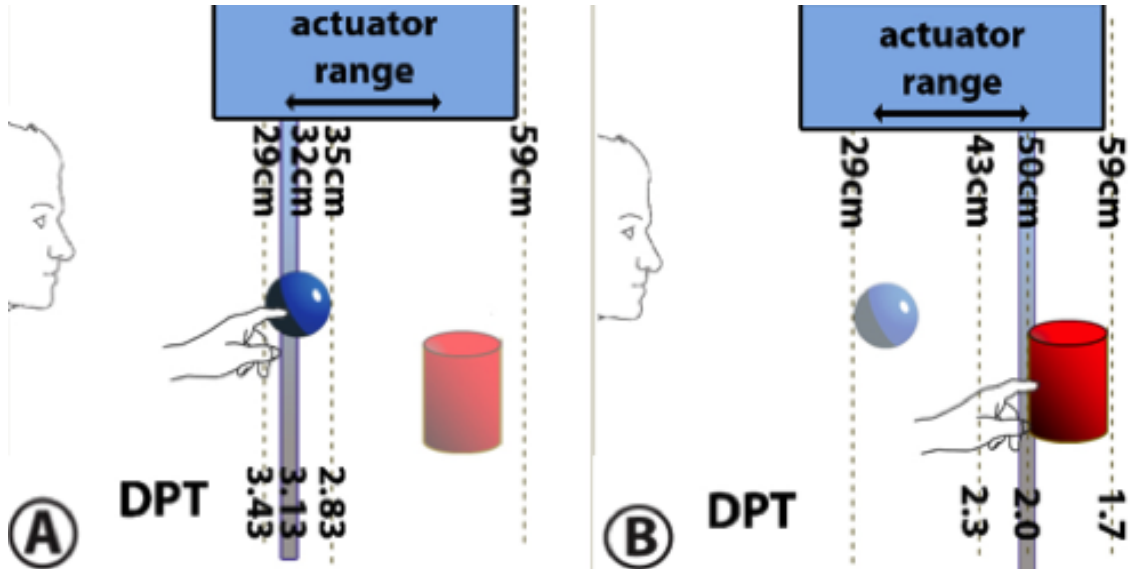 actuator
range
29cm
32cm
35cm
59cm
DPT
3.43
3.13
2.83
A
actuator
range
29cm
43cm
50cm
59cm
DPT
2.3
2.0
1.7
B